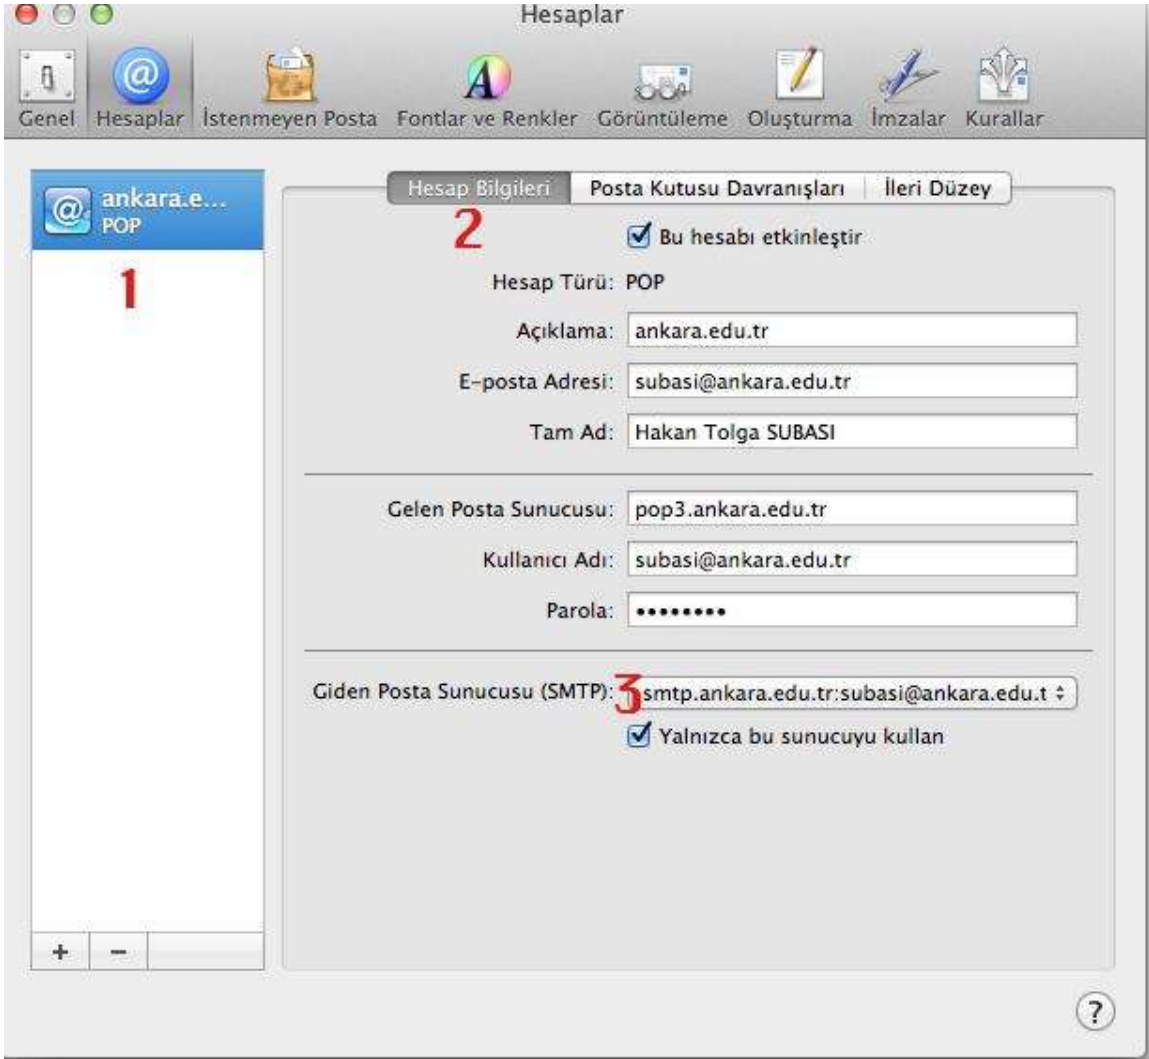 Hesaplar
Genel Hesaplar İstenmeyen Posta Fontlar ve Renkler Görüntüleme Oluşturma İmzalar Kurallar
ankara.e...
POP
1
Hesap Bilgileri Posta Kutusu Davranışları İleri Düzey
2
Bu hesabı etkinleştir
Hesap Türü: POP
Açıklama: ankara.edu.tr
E-posta Adresi: subasi@ankara.edu.tr
Tam Ad: Hakan Tolga SUBASI
Gelen Posta Sunucusu: pop3.ankara.edu.tr
Kullanıcı Adı: subasi@ankara.edu.tr
Parola: ••••••••
Giden Posta Sunucusu (SMTP): 3 smtp.ankara.edu.tr:subasi@ankara.edu.t
Yalnızca bu sunucuyu kullan
+ −
?